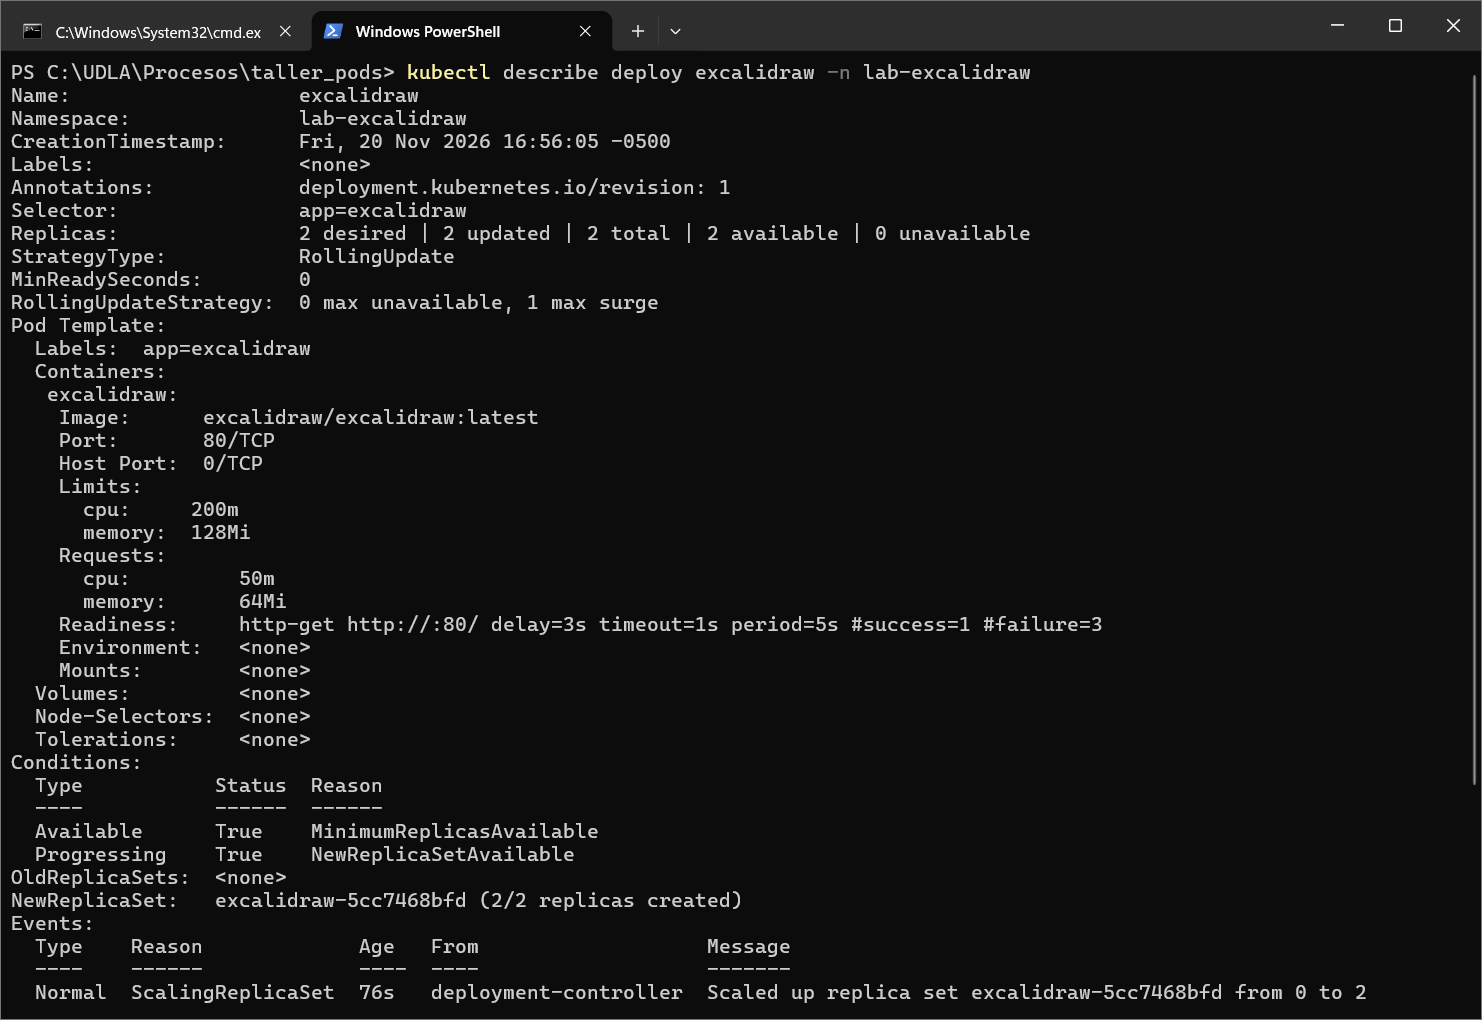 C:\Windows\System32\cmd.ex
Windows PowerShell
PS C:\UDLA\Procesos\taller_pods> kubectl describe deploy excalidraw -n lab-excalidraw
Name:                   excalidraw
Namespace:              lab-excalidraw
CreationTimestamp:      Fri, 20 Nov 2026 16:56:05 -0500
Labels:                 <none>
Annotations:            deployment.kubernetes.io/revision: 1
Selector:               app=excalidraw
Replicas:               2 desired | 2 updated | 2 total | 2 available | 0 unavailable
StrategyType:           RollingUpdate
MinReadySeconds:        0
RollingUpdateStrategy:  0 max unavailable, 1 max surge
Pod Template:
  Labels:  app=excalidraw
  Containers:
   excalidraw:
    Image:      excalidraw/excalidraw:latest
    Port:       80/TCP
    Host Port:  0/TCP
    Limits:
      cpu:     200m
      memory:  128Mi
    Requests:
      cpu:         50m
      memory:      64Mi
    Readiness:     http-get http://:80/ delay=3s timeout=1s period=5s #success=1 #failure=3
    Environment:   <none>
    Mounts:        <none>
  Volumes:         <none>
  Node-Selectors:  <none>
  Tolerations:     <none>
Conditions:
  Type           Status  Reason
  ----           ------  ------
  Available      True    MinimumReplicasAvailable
  Progressing    True    NewReplicaSetAvailable
OldReplicaSets:  <none>
NewReplicaSet:   excalidraw-5cc7468bfd (2/2 replicas created)
Events:
  Type    Reason             Age   From                   Message
  ----    ------             ----  ----                   -------
  Normal  ScalingReplicaSet  76s   deployment-controller  Scaled up replica set excalidraw-5cc7468bfd from 0 to 2